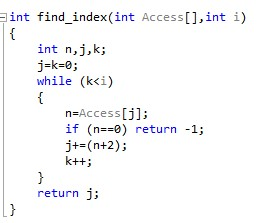 int find_index(int Access[],int i)
{
    int n,j,k;
    j=k=0;
    while (k<i)
    {
        n=Access[j];
        if (n==0) return -1;
        j+=(n+2);
        k++;
    }
    return j;
}